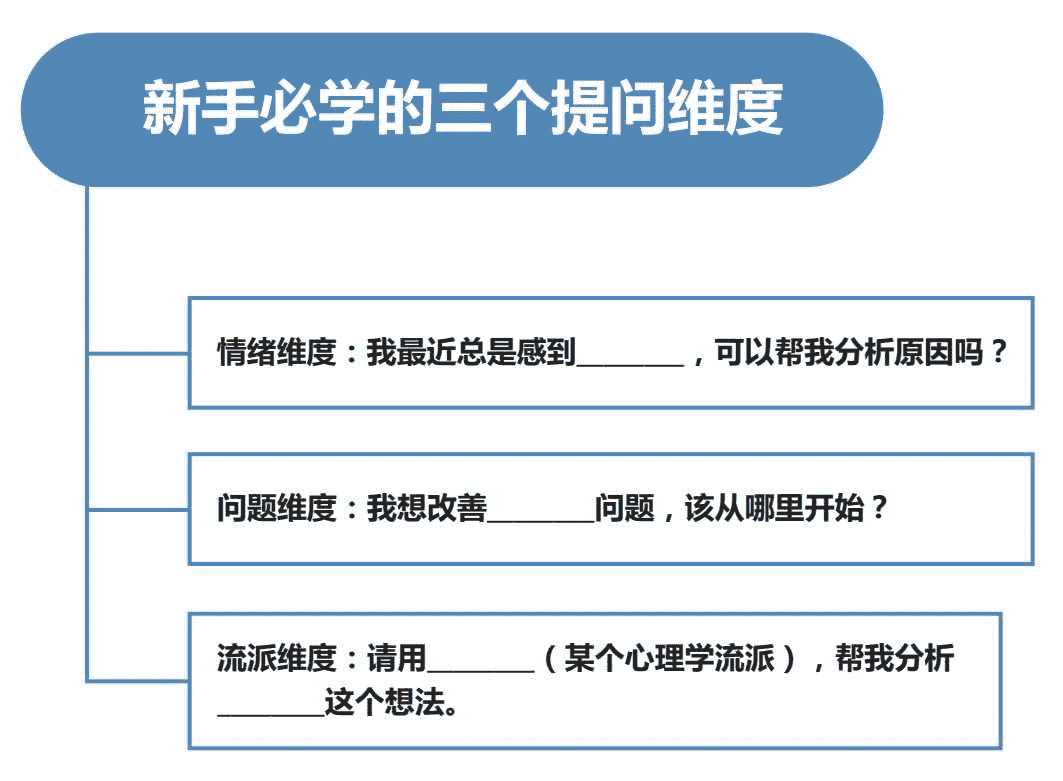 新手必学的三个提问维度
情绪维度：我最近总是感到________，可以帮我分析原因吗？
问题维度：我想改善________问题，该从哪里开始？
流派维度：请用________（某个心理学流派），帮我分析
________这个想法。